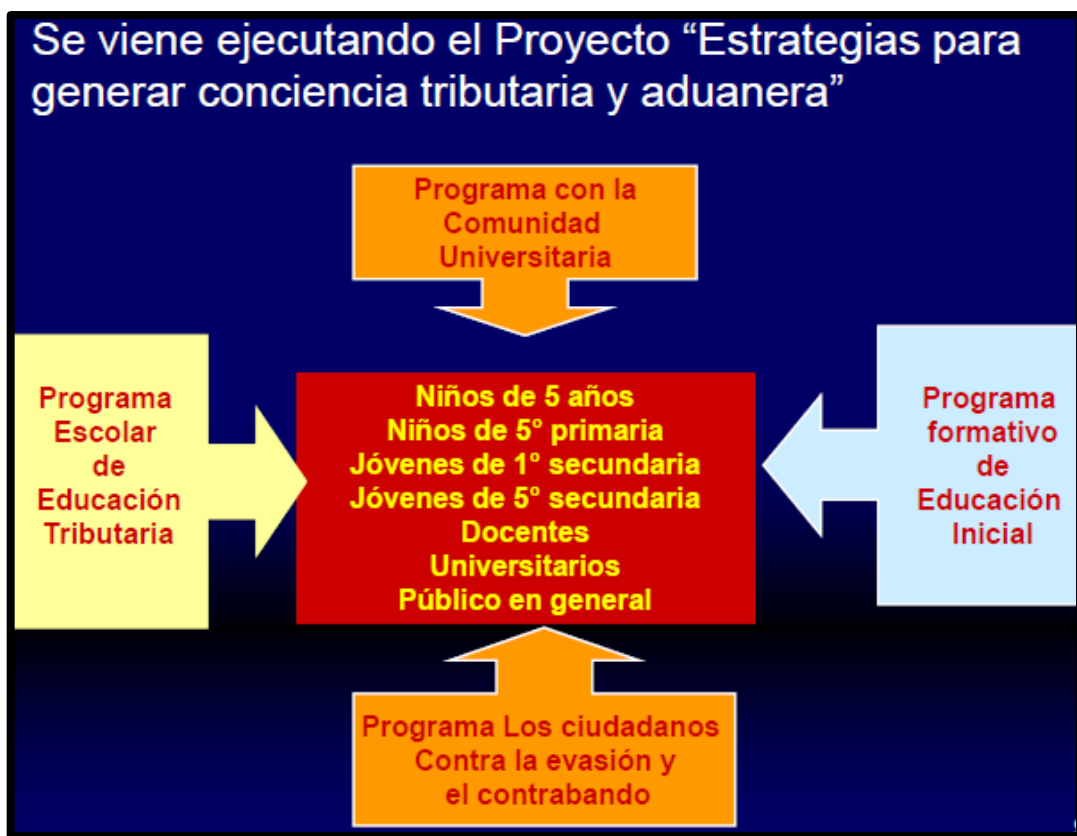 Se viene ejecutando el Proyecto “Estrategias para
generar conciencia tributaria y aduanera”
Programa con la
Comunidad
Universitaria
Programa
Escolar
de
Educación
Tributaria
Niños de 5 años
Niños de 5° primaria
Jóvenes de 1° secundaria
Jóvenes de 5° secundaria
Docentes
Universitarios
Público en general
Programa
formativo
de
Educación
Inicial
Programa Los ciudadanos
Contra la evasión y
el contrabando